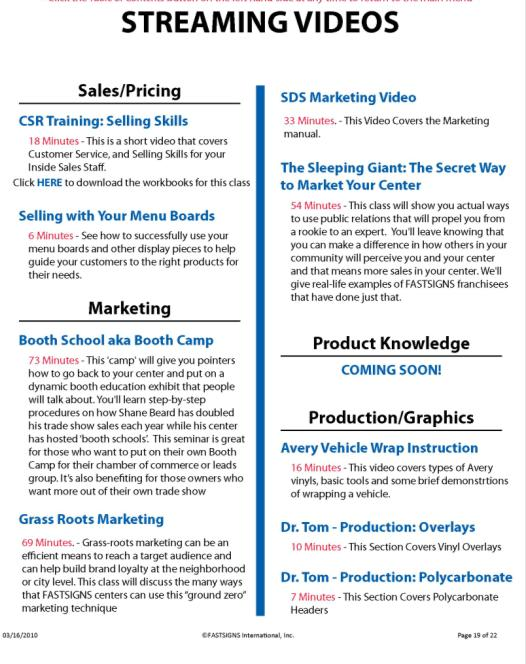 Click the Table of Contents button on the left hand side at any time to return to the main menu
STREAMING VIDEOS
Sales/Pricing
CSR Training: Selling Skills
18 Minutes - This is a short video that covers
Customer Service, and Selling Skills for your
Inside Sales Staff.
Click HERE to download the workbooks for this class
Selling with Your Menu Boards
6 Minutes - See how to successfully use your
menu boards and other display pieces to help
guide your customers to the right products for
their needs.
Marketing
Booth School aka Booth Camp
73 Minutes - This 'camp' will give you pointers
how to go back to your center and put on a
dynamic booth education exhibit that people
will talk about. You'll learn step-by-step
procedures on how Shane Beard has doubled
his trade show sales each year while his center
has hosted 'booth schools'. This seminar is great
for those who want to put on their own Booth
Camp for their chamber of commerce or leads
group. It's also benefiting for those owners who
want more out of their own trade show
Grass Roots Marketing
69 Minutes. - Grass-roots marketing can be an
efficient means to reach a target audience and
can help build brand loyalty at the neighborhood
or city level. This class will discuss the many ways
that FASTSIGNS centers can use this "ground zero"
marketing technique
SDS Marketing Video
33 Minutes. - This Video Covers the Marketing
manual.
The Sleeping Giant: The Secret Way
to Market Your Center
54 Minutes - This class will show you actual ways
to use public relations that will propel you from
a rookie to an expert. You'll leave knowing that
you can make a difference in how others in your
community will perceive you and your center
and that means more sales in your center. We'll
give real-life examples of FASTSIGNS franchisees
that have done just that.
Product Knowledge
COMING SOON!
Production/Graphics
Avery Vehicle Wrap Instruction
16 Minutes - This video covers types of Avery
vinyls, basic tools and some brief demonstrtions
of wrapping a vehicle.
Dr. Tom - Production: Overlays
10 Minutes - This Section Covers Vinyl Overlays
Dr. Tom - Production: Polycarbonate
7 Minutes - This Section Covers Polycarbonate
Headers
03/16/2010
©FASTSIGNS International, Inc.
Page 19 of 22